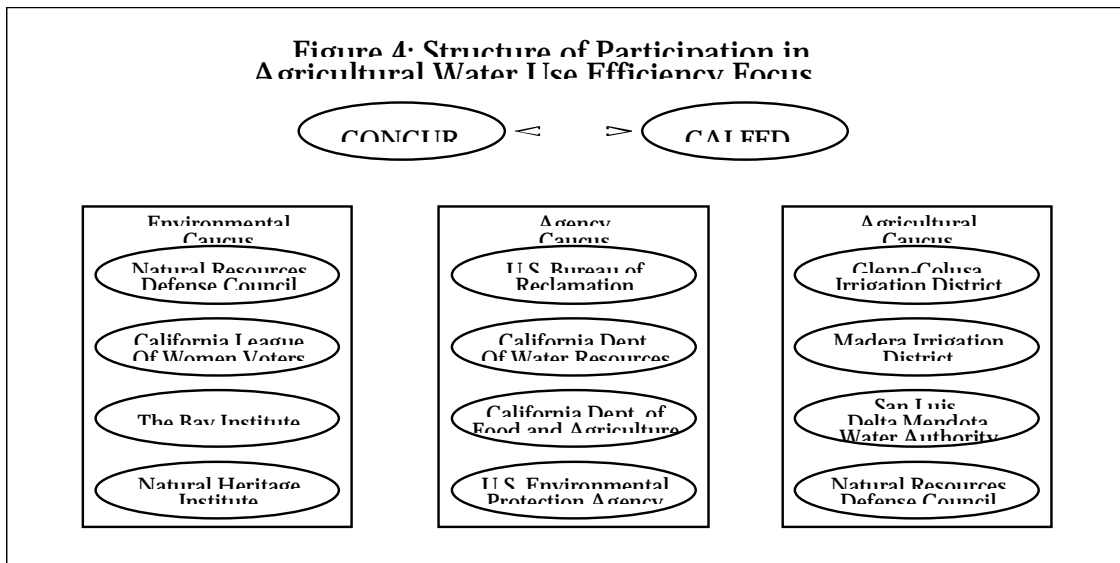 Figure 4: Structure of Participation in
Agricultural Water Use Efficiency Focus
CONCUR
CALFED
Environmental
Caucus
Natural Resources
Defense Council
California League
Of Women Voters
The Bay Institute
Natural Heritage
Institute
Agency
Caucus
U.S. Bureau of
Reclamation
California Dept.
Of Water Resources
California Dept. of
Food and Agriculture
U.S. Environmental
Protection Agency
Agricultural
Caucus
Glenn-Colusa
Irrigation District
Madera Irrigation
District
San Luis
Delta Mendota
Water Authority
Natural Resources
Defense Council